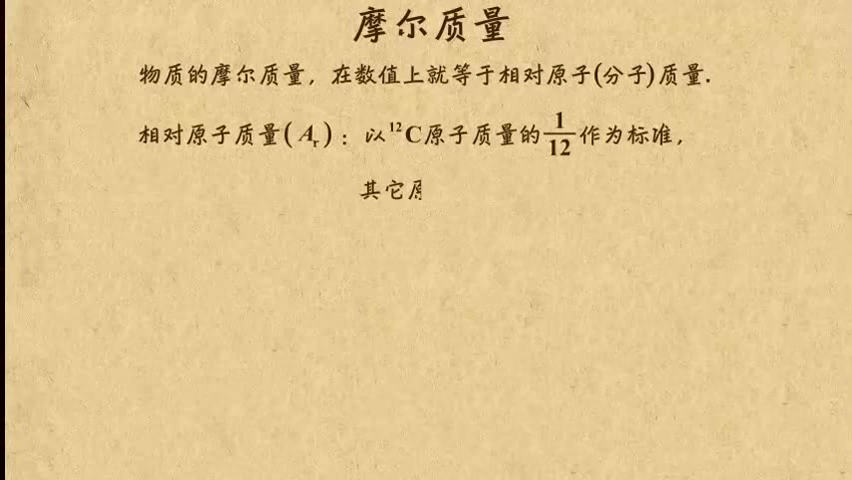 摩尔质量
物质的摩尔质量，在数值上就等于相对原子(分子)质量.
相对原子质量(Aᵣ)：以¹²C原子质量的1/12作为标准，
其它